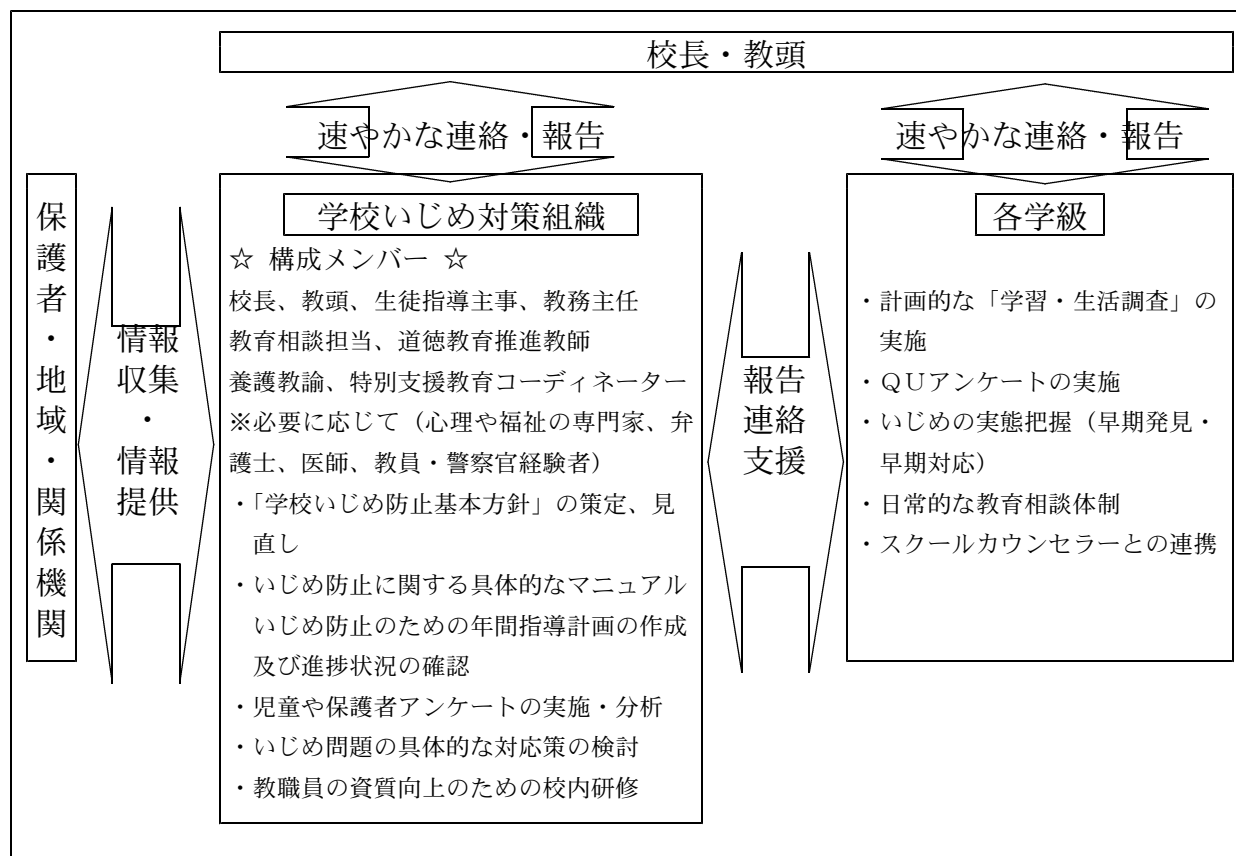 校長・教頭
速やかな連絡・報告
速やかな連絡・報告
保護者・地域・関係機関
情報
収集
・
情報
提供
学校いじめ対策組織
☆ 構成メンバー ☆
校長、教頭、生徒指導主事、教務主任
教育相談担当、道徳教育推進教師
養護教諭、特別支援教育コーディネーター
※必要に応じて（心理や福祉の専門家、弁
護士、医師、教員・警察官経験者）
・「学校いじめ防止基本方針」の策定、見
直し
・いじめ防止に関する具体的なマニュアル
いじめ防止のための年間指導計画の作成
及び進捗状況の確認
・児童や保護者アンケートの実施・分析
・いじめ問題の具体的な対応策の検討
・教職員の資質向上のための校内研修
報告
連絡
支援
各学級
・計画的な「学習・生活調査」の
実施
・ＱＵアンケートの実施
・いじめの実態把握（早期発見・
早期対応）
・日常的な教育相談体制
・スクールカウンセラーとの連携